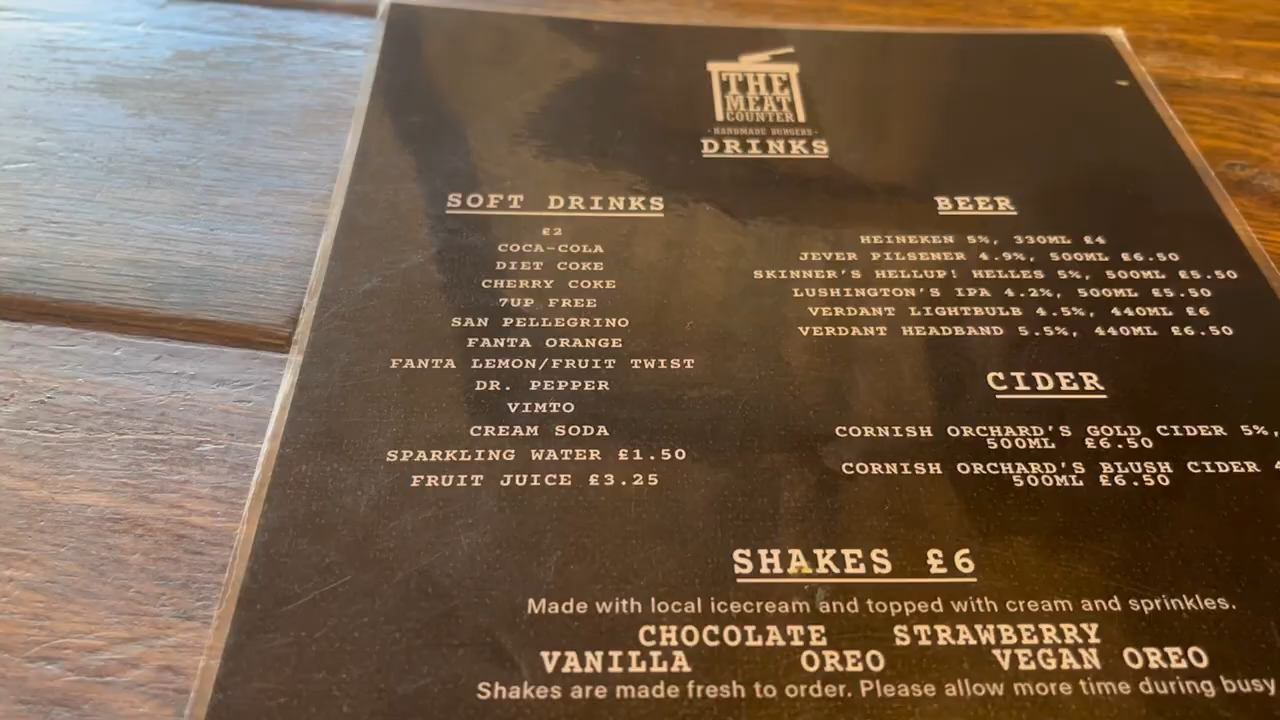 THE
MEAT
COUNTER
- HANDMADE BURGERS -
DRINKS
SOFT DRINKS
£2
COCA-COLA
DIET COKE
CHERRY COKE
7UP FREE
SAN PELLEGRINO
FANTA ORANGE
FANTA LEMON/FRUIT TWIST
DR. PEPPER
VIMTO
CREAM SODA
SPARKLING WATER £1.50
FRUIT JUICE £3.25
BEER
HEINEKEN 5%, 330ML £4
JEVER PILSENER 4.9%, 500ML £6.50
SKINNER'S HELLUP! HELLES 5%, 500ML £5.50
LUSHINGTON'S IPA 4.2%, 500ML £5.50
VERDANT LIGHTBULB 4.5%, 440ML £6
VERDANT HEADBAND 5.5%, 440ML £6.50
CIDER
CORNISH ORCHARD'S GOLD CIDER 5%,
500ML £6.50
CORNISH ORCHARD'S BLUSH CIDER
500ML £6.50
SHAKES £6
Made with local icecream and topped with cream and sprinkles.
CHOCOLATE STRAWBERRY
VANILLA OREO VEGAN OREO
Shakes are made fresh to order. Please allow more time during busy